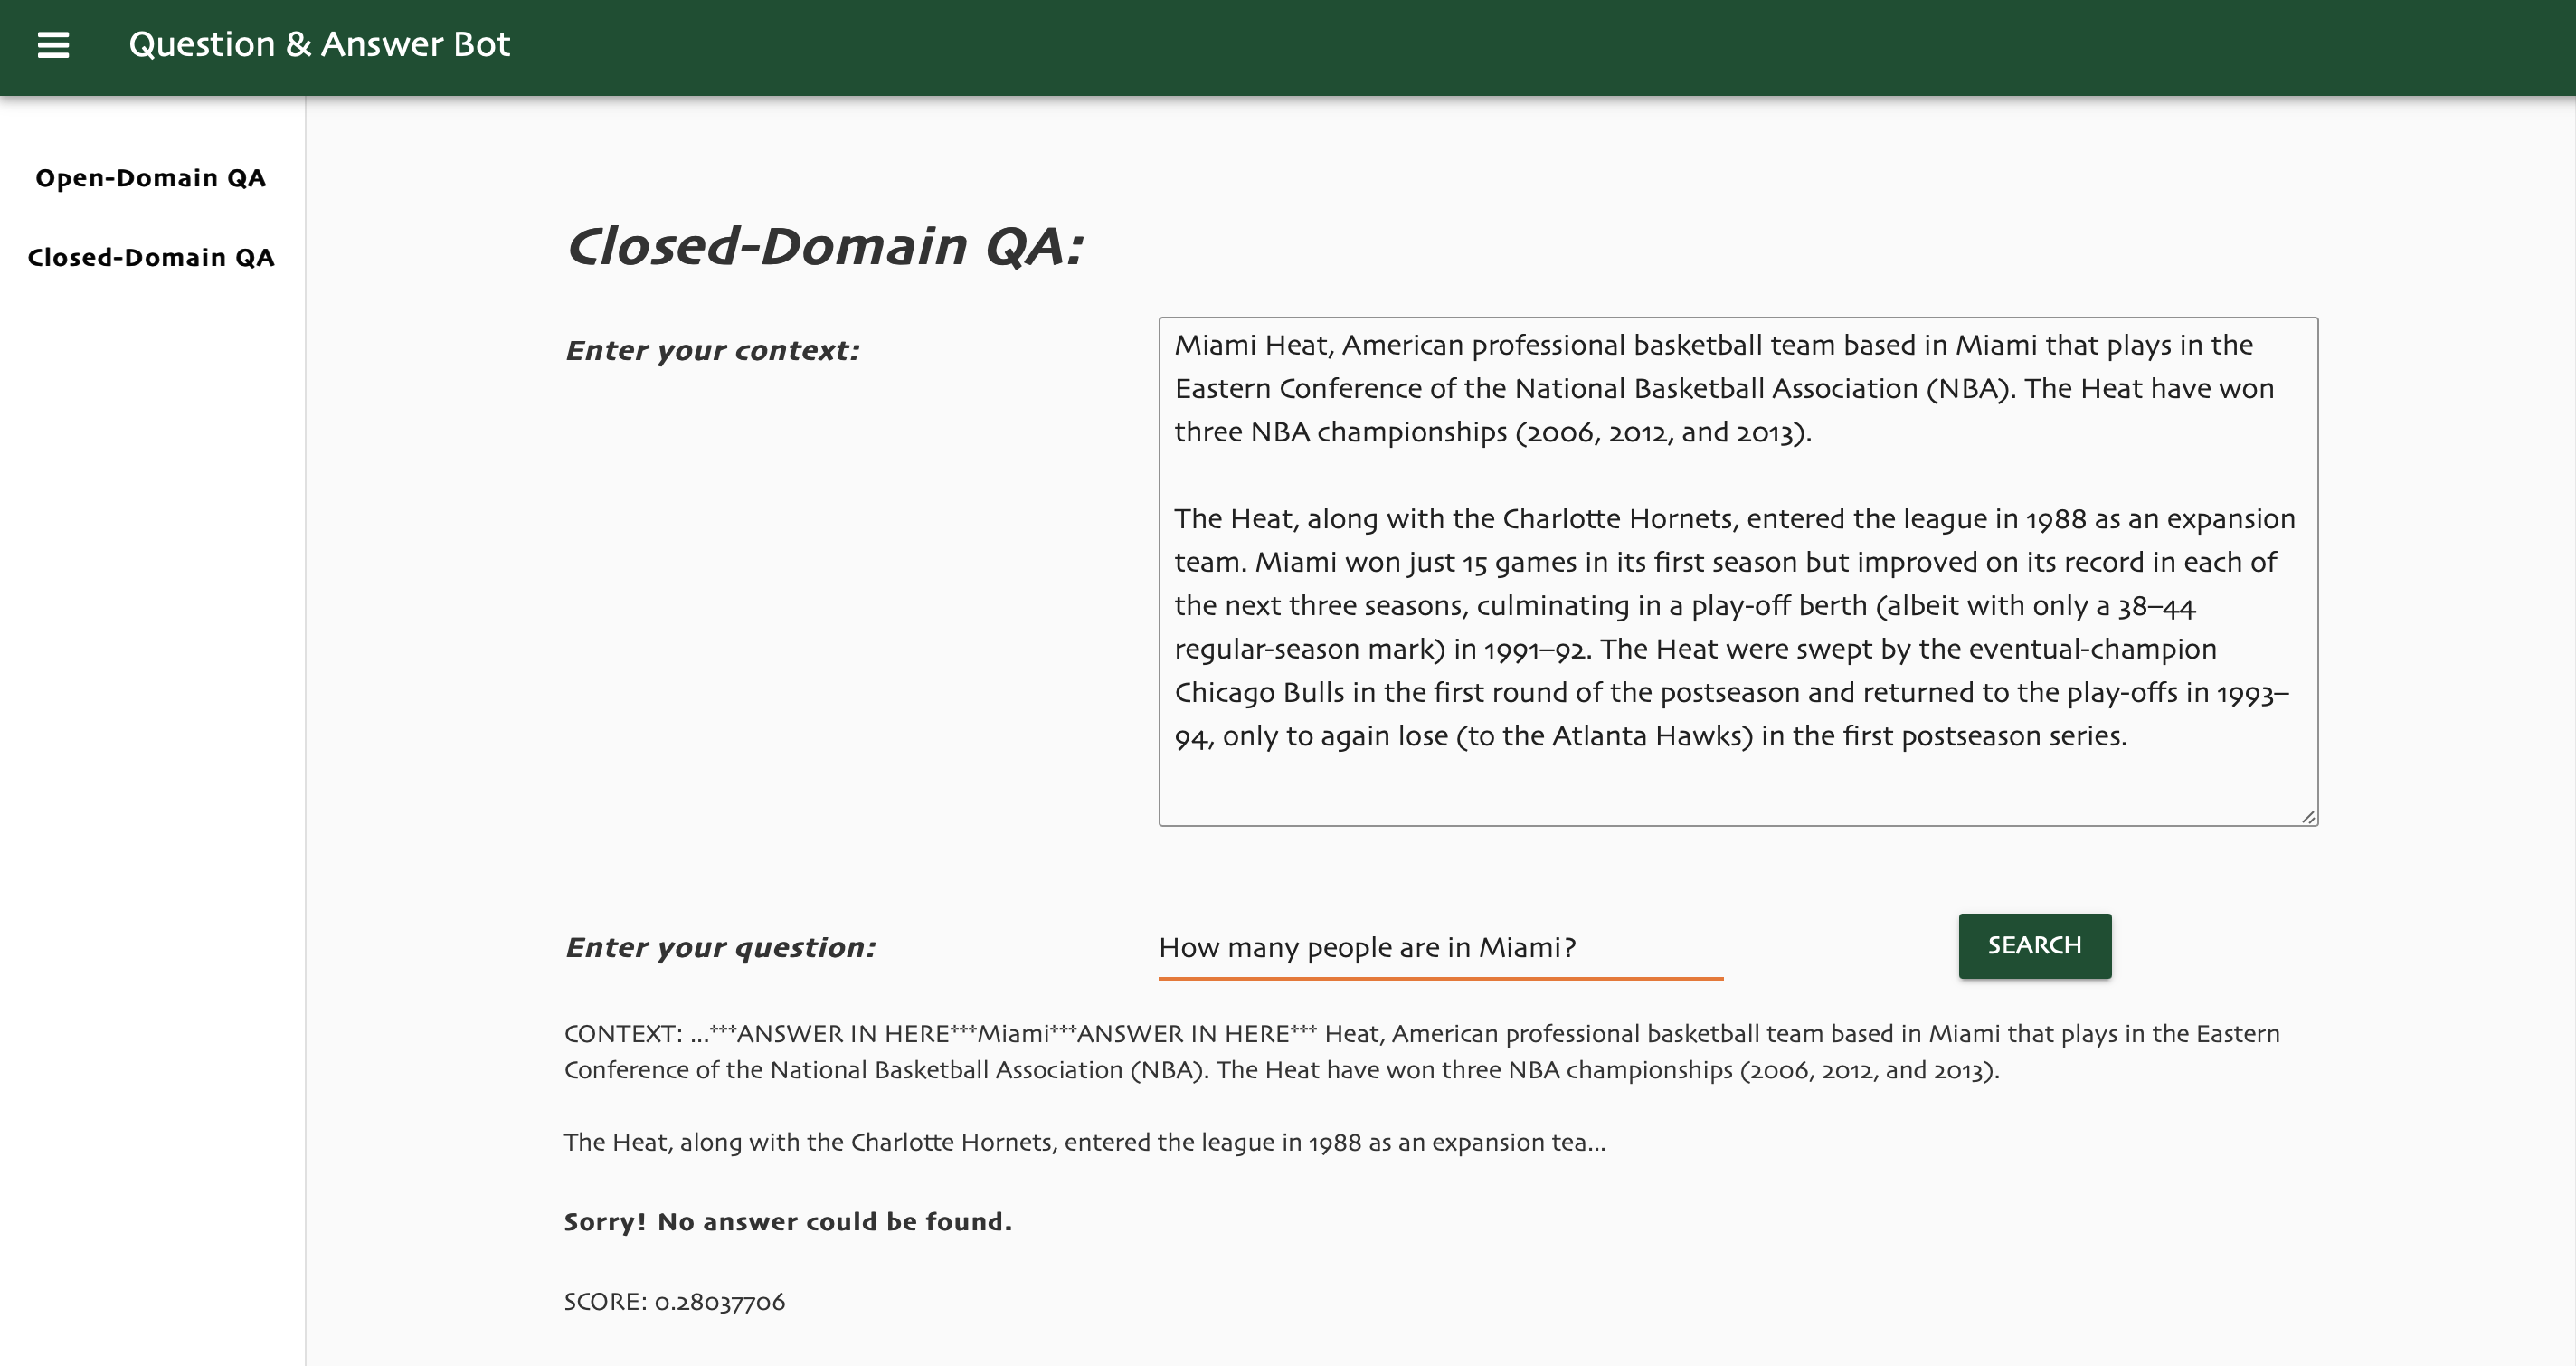 Question & Answer Bot
Open-Domain QA
Closed-Domain QA
Closed-Domain QA:
Enter your context:
Miami Heat, American professional basketball team based in Miami that plays in the
Eastern Conference of the National Basketball Association (NBA). The Heat have won
three NBA championships (2006, 2012, and 2013).
The Heat, along with the Charlotte Hornets, entered the league in 1988 as an expansion
team. Miami won just 15 games in its first season but improved on its record in each of
the next three seasons, culminating in a play-off berth (albeit with only a 38–44
regular-season mark) in 1991–92. The Heat were swept by the eventual-champion
Chicago Bulls in the first round of the postseason and returned to the play-offs in 1993–
94, only to again lose (to the Atlanta Hawks) in the first postseason series.
Enter your question:
How many people are in Miami?
SEARCH
CONTEXT: ...***ANSWER IN HERE***Miami***ANSWER IN HERE*** Heat, American professional basketball team based in Miami that plays in the Eastern
Conference of the National Basketball Association (NBA). The Heat have won three NBA championships (2006, 2012, and 2013).
The Heat, along with the Charlotte Hornets, entered the league in 1988 as an expansion tea...
Sorry! No answer could be found.
SCORE: 0.28037706